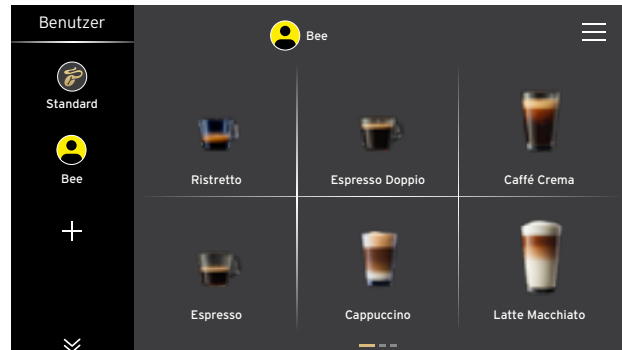 Benutzer
Bee
Standard
Bee
Ristretto
Espresso Doppio
Caffé Crema
Espresso
Cappuccino
Latte Macchiato